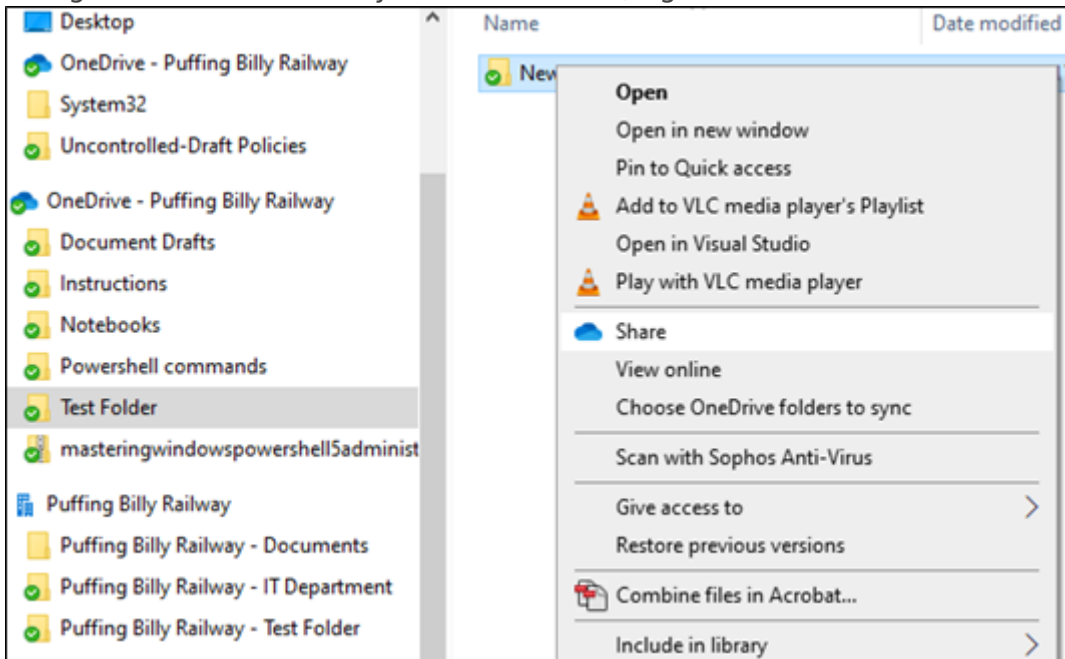 Desktop
OneDrive - Puffing Billy Railway
System32
Uncontrolled-Draft Policies
OneDrive - Puffing Billy Railway
Document Drafts
Instructions
Notebooks
Powershell commands
Test Folder
masteringwindowspowershell5administ
Puffing Billy Railway
Puffing Billy Railway - Documents
Puffing Billy Railway - IT Department
Puffing Billy Railway - Test Folder
Name
Date modified
New
Open
Open in new window
Pin to Quick access
Add to VLC media player's Playlist
Open in Visual Studio
Play with VLC media player
Share
View online
Choose OneDrive folders to sync
Scan with Sophos Anti-Virus
Give access to
Restore previous versions
Combine files in Acrobat...
Include in library